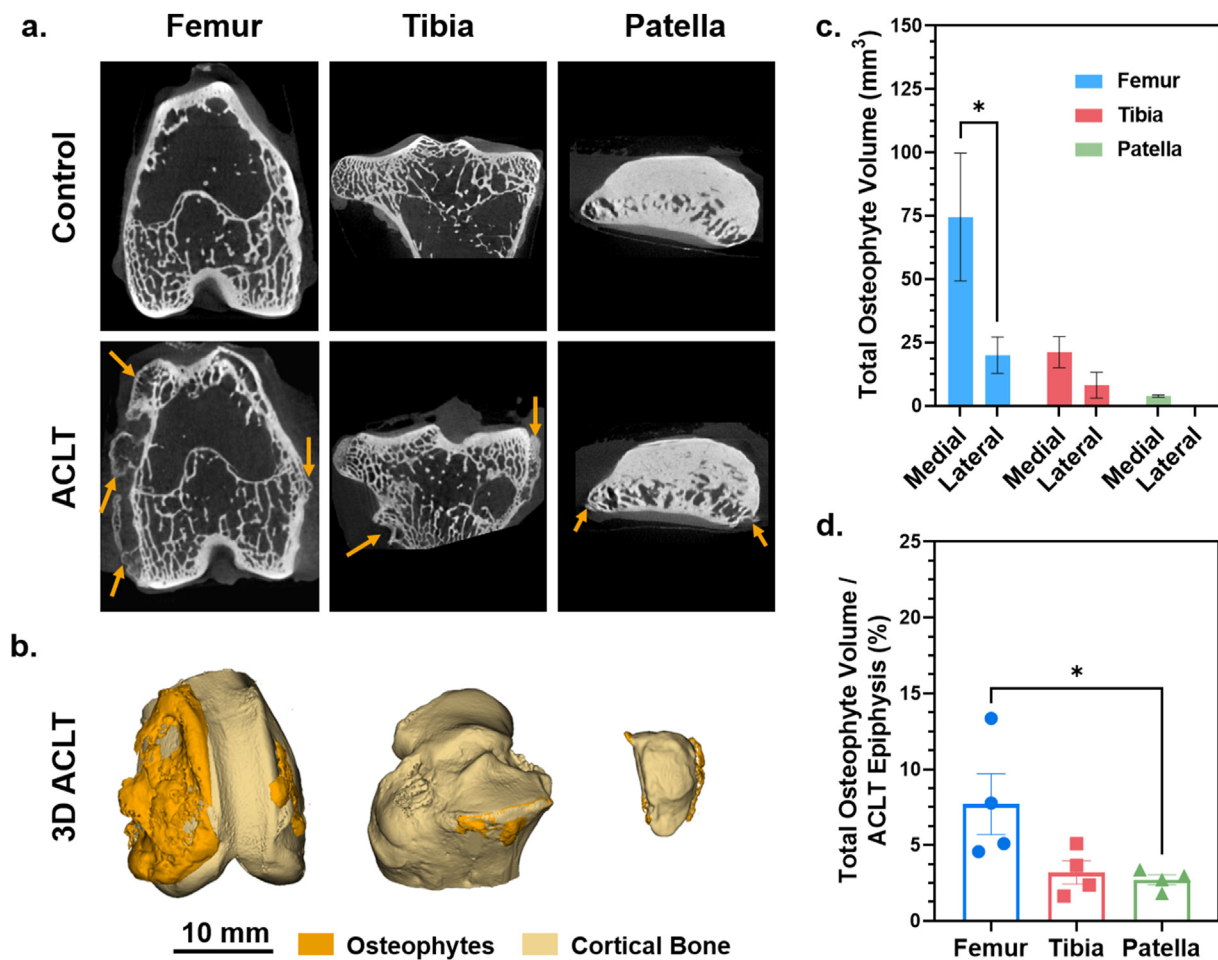 a.
Femur
Tibia
Patella
Control
ACLT
b.
3D ACLT
10 mm
Osteophytes
Cortical Bone
c.
Total Osteophyte Volume (mm³)
150
125
100
75
50
25
0
Femur
Tibia
Patella
*
Medial
Lateral
Medial
Lateral
Medial
Lateral
d.
Total Osteophyte Volume /
ACLT Epiphysis (%)
25
20
15
10
5
0
*
Femur
Tibia
Patella